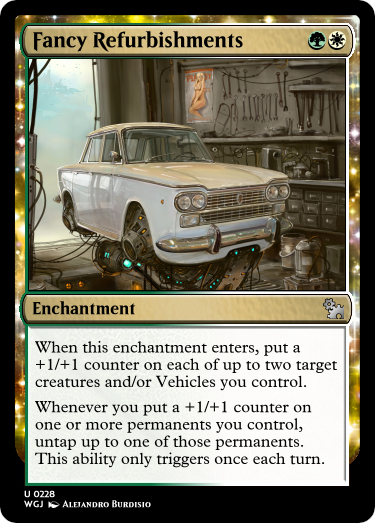 Fancy Refurbishments
Enchantment
When this enchantment enters, put a
+1/+1 counter on each of up to two target
creatures and/or Vehicles you control.
Whenever you put a +1/+1 counter on
one or more permanents you control,
untap up to one of those permanents.
This ability only triggers once each turn.
U 0228
WGJ Alejandro Burdisio